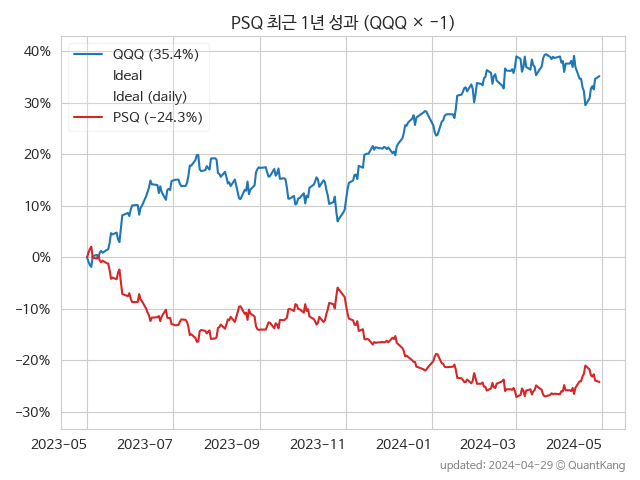 PSQ 최근 1년 성과 (QQQ × −1)
QQQ (35.4%)
Ideal
Ideal (daily)
PSQ (−24.3%)
40%
30%
20%
10%
0%
−10%
−20%
−30%
2023-05 2023-07 2023-09 2023-11 2024-01 2024-03 2024-05
updated: 2024-04-29 © QuantKang